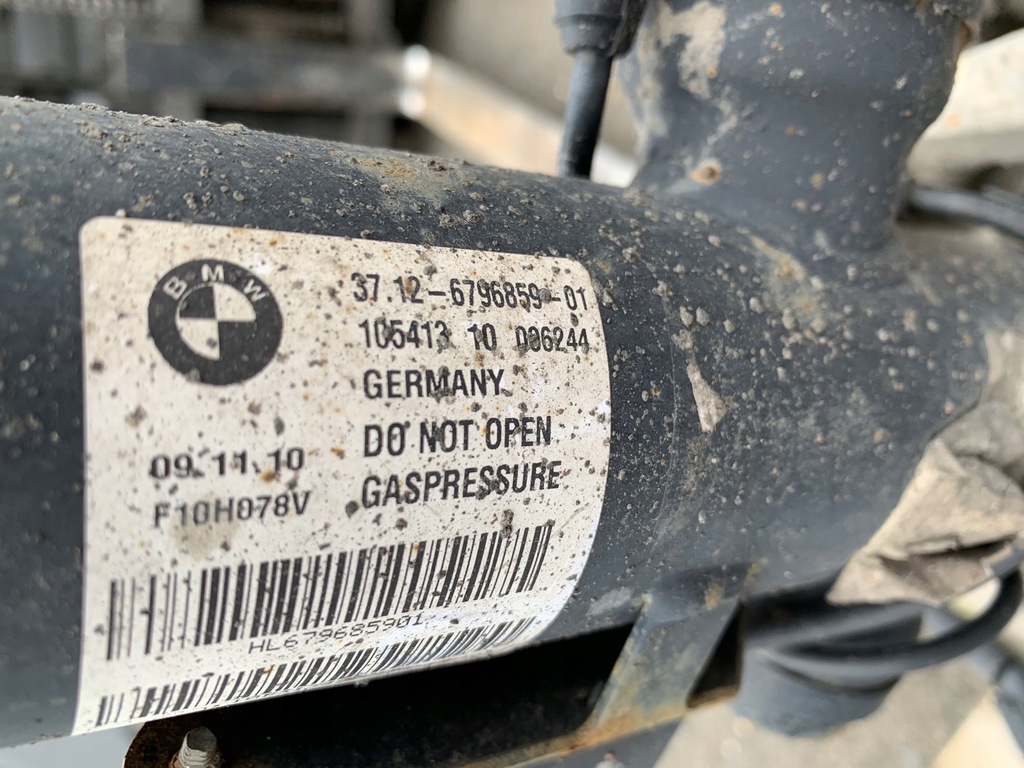 BMW
37.12-6796859-01
105413 10 006244
GERMANY
DO NOT OPEN
GASPRESSURE
09.11.10
F10H078V
HL679685901